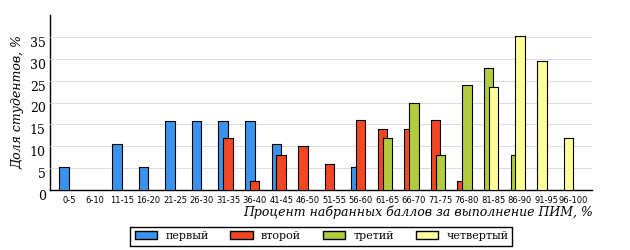 Доля студентов, %
35
30
25
20
15
10
5
0
0-5 6-10 11-15 16-20 21-25 26-30 31-35 36-40 41-45 46-50 51-55 56-60 61-65 66-70 71-75 76-80 81-85 86-90 91-95 96-100
Процент набранных баллов за выполнение ПИМ, %
первый второй третий четвертый